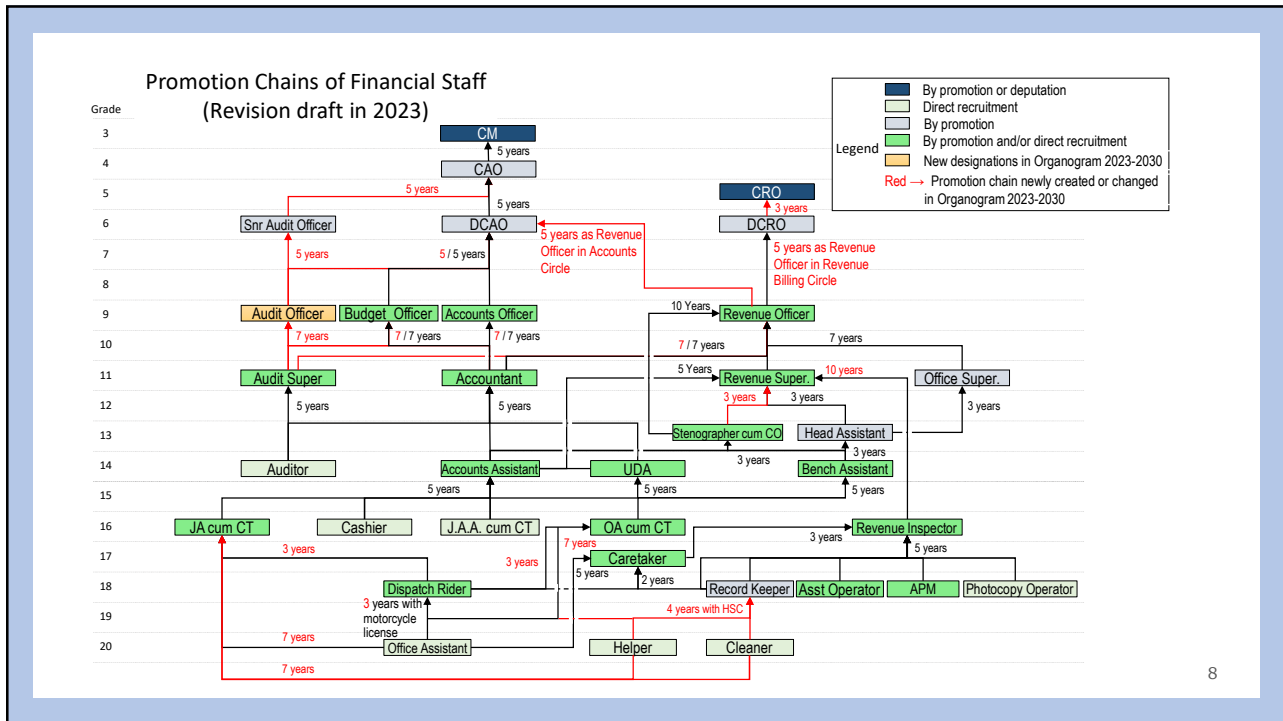 Promotion Chains of Financial Staff
(Revision draft in 2023)
Legend
By promotion or deputation
Direct recruitment
By promotion
By promotion and/or direct recruitment
New designations in Organogram 2023-2030
Red → Promotion chain newly created or changed
in Organogram 2023-2030
Grade
3
CM
5 years
4
CAO
5
5 years
5 years
CRO
3 years
6
Snr Audit Officer
DCAO
DCRO
5 years as Revenue
Officer in Accounts
Circle
5 years as Revenue
Officer in Revenue
Billing Circle
7
5 years
5 / 5 years
8
9
Audit Officer
Budget Officer
Accounts Officer
10 Years
Revenue Officer
10
7 years
7 / 7 years
7 / 7 years
7 / 7 years
7 years
11
Audit Super
Accountant
5 Years
Revenue Super.
10 years
Office Super.
12
5 years
5 years
5 years
3 years
3 years
3 years
13
Stenographer cum CO
Head Assistant
3 years
3 years
14
Auditor
Accounts Assistant
UDA
Bench Assistant
15
5 years
5 years
5 years
16
JA cum CT
Cashier
J.A.A. cum CT
OA cum CT
Revenue Inspector
3 years
7 years
3 years
5 years
17
3 years
Caretaker
5 years
2 years
18
Dispatch Rider
Record Keeper
Asst Operator
APM
Photocopy Operator
19
3 years with
motorcycle
license
4 years with HSC
20
7 years
Office Assistant
Helper
Cleaner
7 years
8